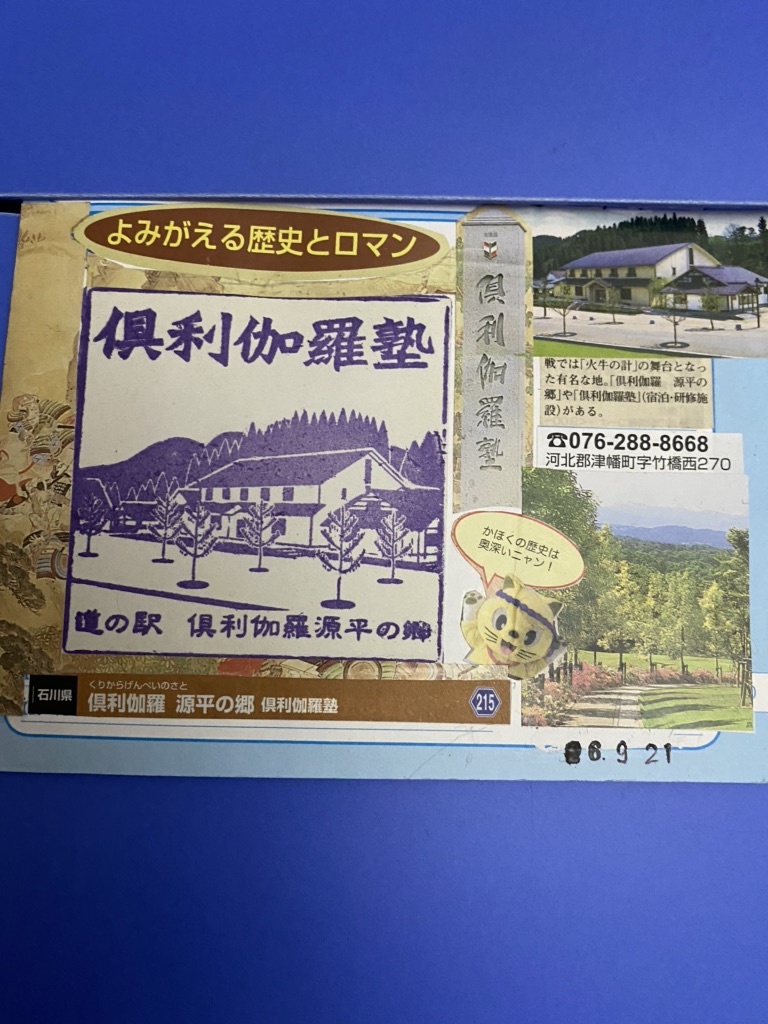 よみがえる歴史とロマン
倶利伽羅塾
道の駅 倶利伽羅源平の郷
倶利伽羅塾
戦では「火牛の計」の舞台となっ
た有名な地。「倶利伽羅 源平の
郷」や「倶利伽羅塾」(宿泊・研修施
設)がある。
☎076-288-8668
河北郡津幡町字竹橋西270
かほくの歴史は
奥深いニャン!
石川県
くりからげんぺいのさと
倶利伽羅 源平の郷 倶利伽羅塾
215
6.9 21